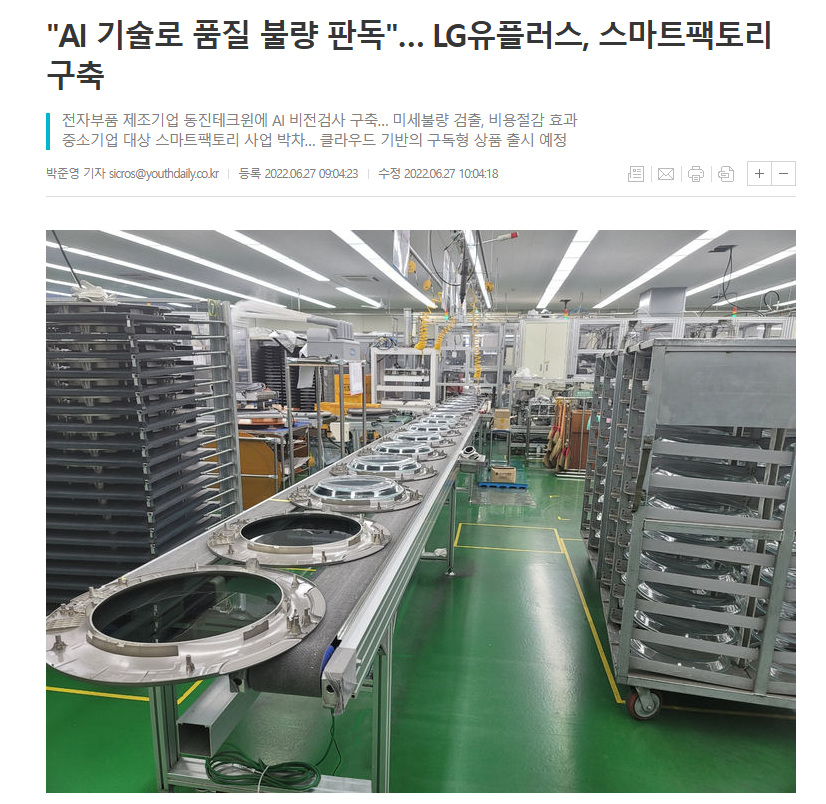 "AI 기술로 품질 불량 판독"... LG유플러스, 스마트팩토리
구축
전자부품 제조기업 동진테크윈에 AI 비전검사 구축... 미세불량 검출, 비용절감 효과
중소기업 대상 스마트팩토리 사업 박차... 클라우드 기반의 구독형 상품 출시 예정
박준영 기자 sicros@youthdaily.co.kr 등록 2022.06.27 09:04:23 수정 2022.06.27 10:04:18